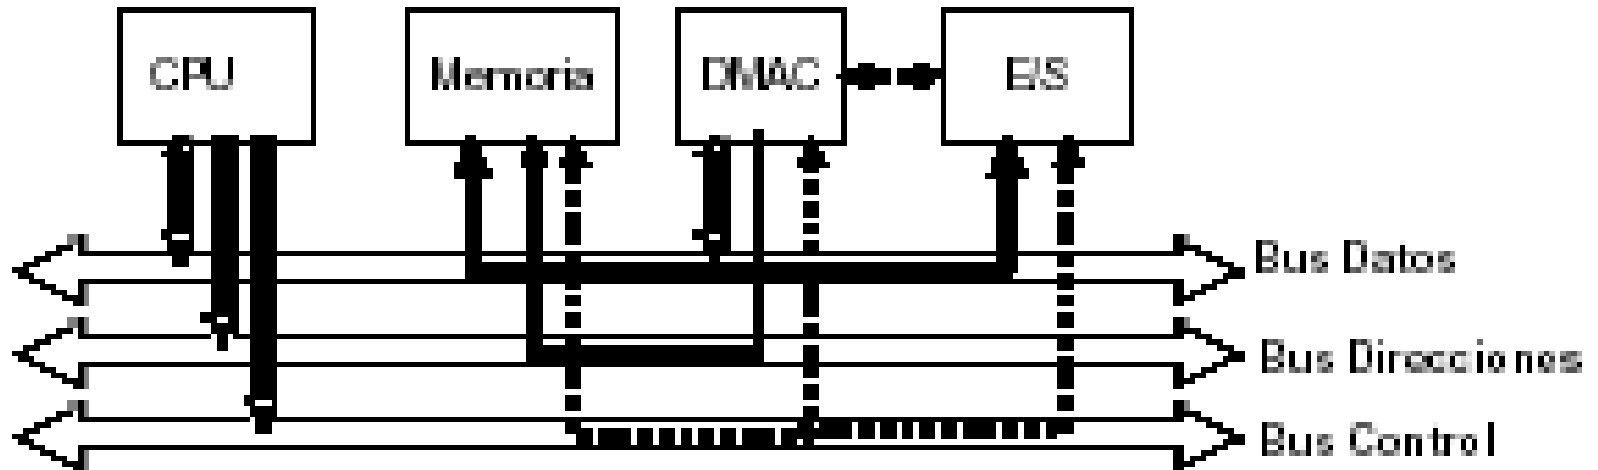 CPU
Memoria
DMAC
E/S
Bus Datos
Bus Direcciones
Bus Control